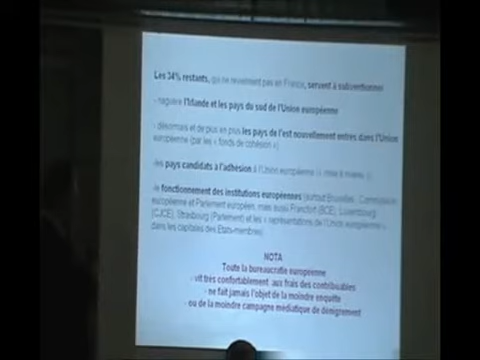 Les 34% restants, qui ne reviennent pas en France, servent à subventionner
- naguère l'Irlande et les pays du sud de l'Union européenne
- désormais et de plus en plus les pays de l'est nouvellement entrés dans l'Union
européenne (par les « fonds de cohésion »)
-les pays candidats à l'adhésion à l'Union européenne (« mise à niveau »)
-le fonctionnement des institutions européennes (surtout Bruxelles, Commission
européenne et Parlement européen, mais aussi Francfort (BCE), Luxembourg
(CJCE), Strasbourg (Parlement) et les « représentations de l'Union européenne »
dans les capitales des Etats-membres)
NOTA
Toute la bureaucratie européenne
- vit très confortablement aux frais des contribuables
- ne fait jamais l'objet de la moindre enquête
- ou de la moindre campagne médiatique de dénigrement